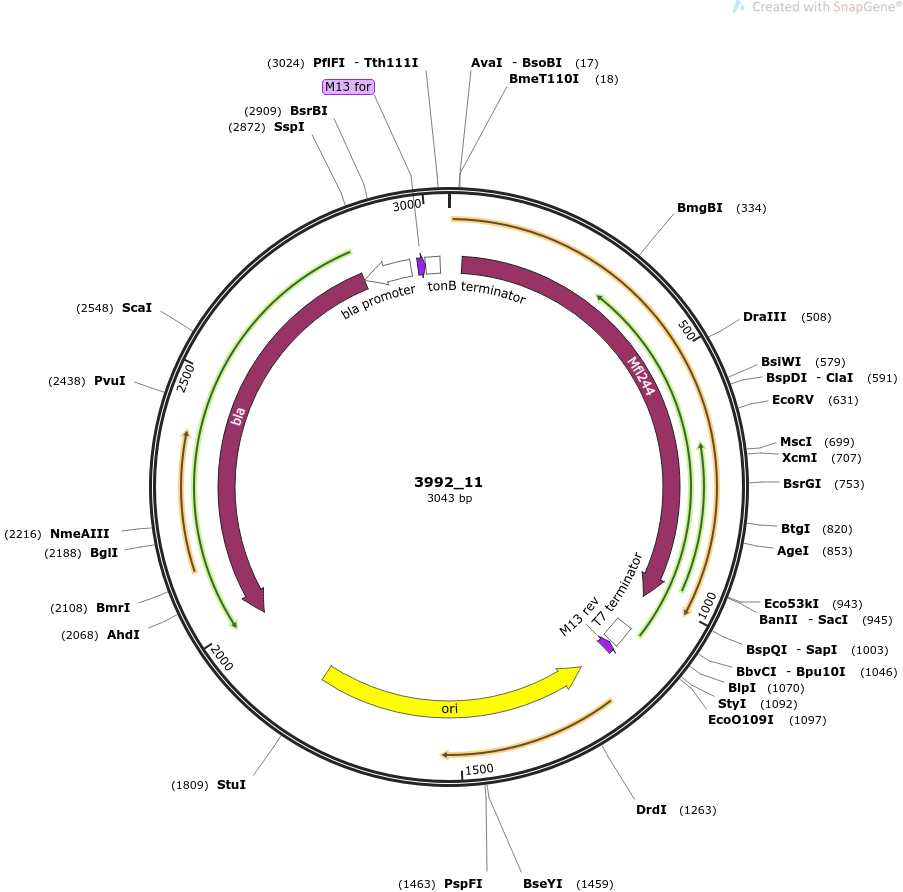 Created with SnapGene®
(3024) PflFI - Tth111I
AvaI - BsoBI (17)
M13 for
BmeT110I (18)
(2909) BsrBI
(2872) SspI
3000
BmgBI (334)
bla promoter
tonB terminator
(2548) ScaI
DraIII (508)
500
BsiWI (579)
BspDI - ClaI (591)
2500
(2438) PvuI
Mfl244
EcoRV (631)
bla
MscI (699)
XcmI (707)
3992_11
3043 bp
BsrGI (753)
(2216) NmeAIII
BtgI (820)
(2188) BglI
AgeI (853)
(2108) BmrI
T7 terminator
Eco53kI (943)
1000
(2068) AhdI
M13 rev
BanII - SacI (945)
2000
BspQI - SapI (1003)
BbvCI - Bpu10I (1046)
BlpI (1070)
StyI (1092)
ori
EcoO109I (1097)
1500
(1809) StuI
DrdI (1263)
(1463) PspFI
BseYI (1459)